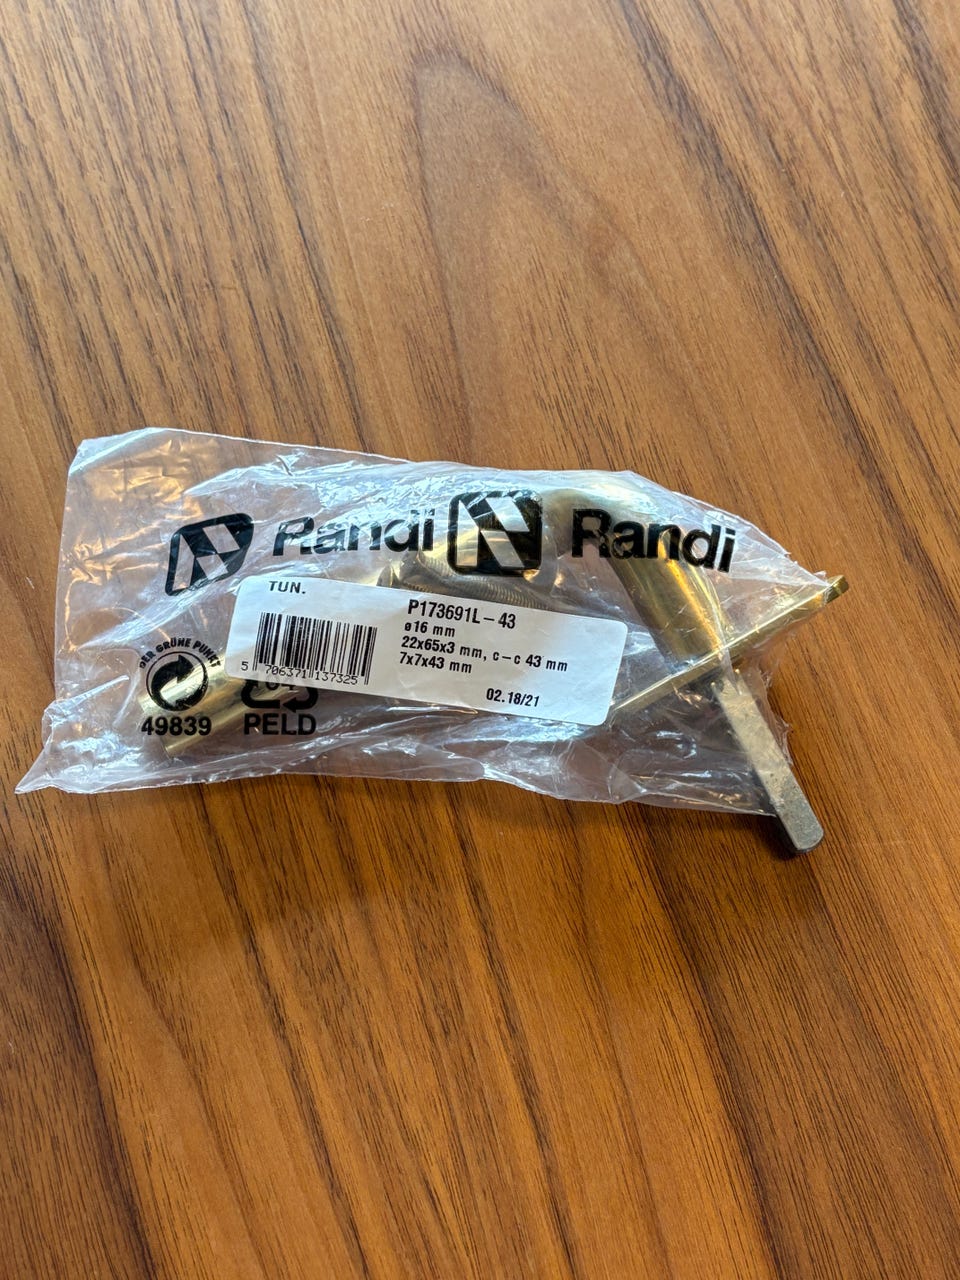 Randi Randi
TUN.
P173691L-43
ø16 mm
22x65x3 mm, c-c 43 mm
7x7x43 mm
5 706371 137325
02.18/21
DER GRÜNE PUNKT
49839
04
PELD